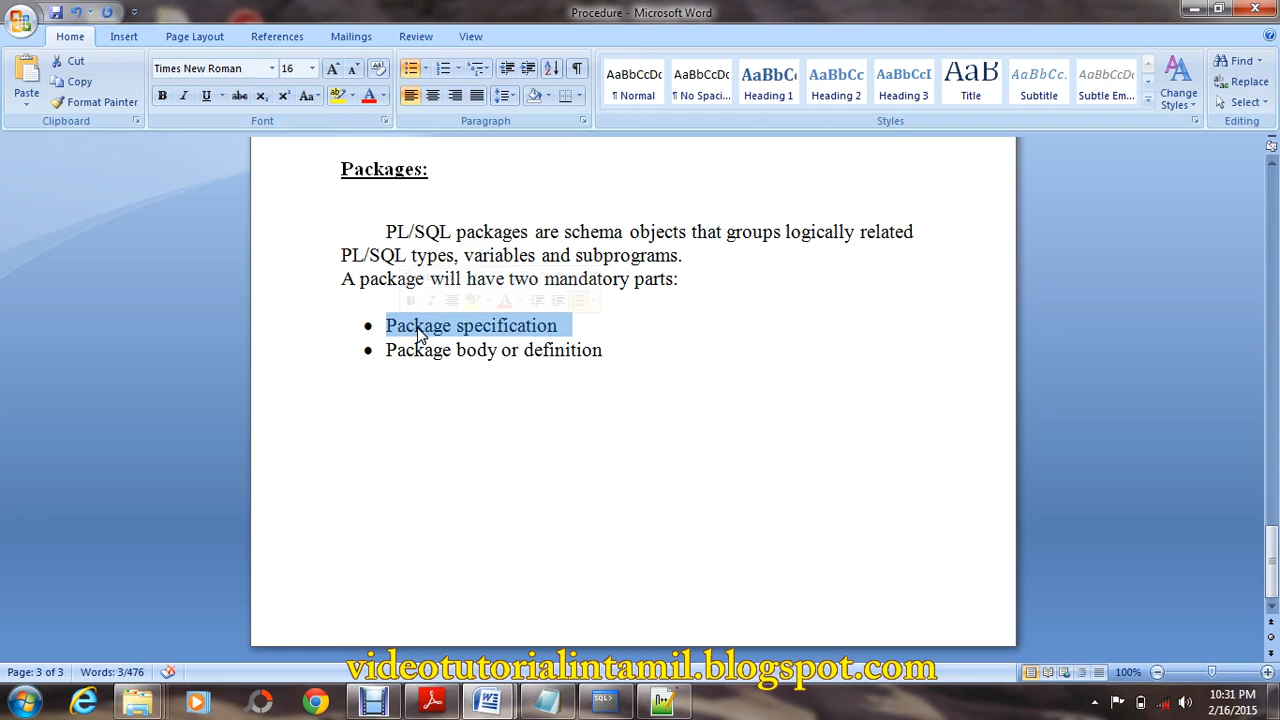 Procedure - Microsoft Word
Home Insert Page Layout References Mailings Review View
Paste
Cut
Copy
Format Painter
Clipboard
Times New Roman 16
Font
Paragraph
AaBbCcDc AaBbCcDc AaBbCc AaBbCc AaBbCcI AaB AaBbCc. AaBbCcDc
¶ Normal ¶ No Spaci... Heading 1 Heading 2 Heading 3 Title Subtitle Subtle Em...
Styles
Change Styles
Find
Replace
Select
Editing
Packages:
PL/SQL packages are schema objects that groups logically related
PL/SQL types, variables and subprograms.
A package will have two mandatory parts:
• Package specification
• Package body or definition
Page: 3 of 3 Words: 3/476
100%
videotutorialintamil.blogspot.com
10:31 PM
2/16/2015